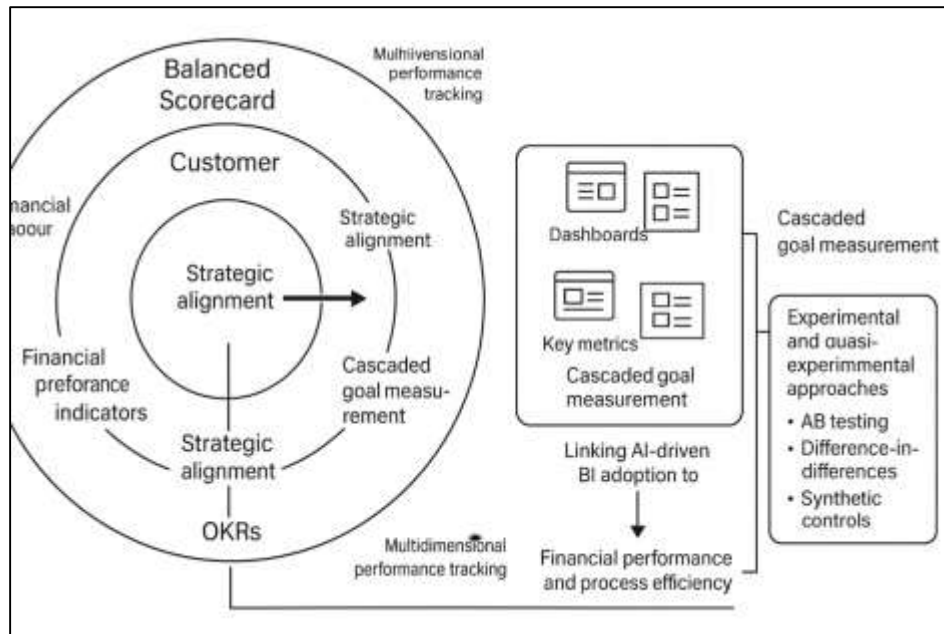 Balanced
Scorecard
Mulhiivensional
performance
tracking
Customer
nancial
aoour
Strategic
alignment
Strategic
alignment
Financial
preforance
indicators
Cascaded
goal measu-
rement
Strategic
alignment
OKRs
Multidimensional
performance tracking
Dashboards
Key metrics
Cascaded goal
measurement
Linking AI-driven
BI adoption to
Financial performance
and process efficiency
Cascaded
goal measurement
Experimental
and quasi-
experimmental
approaches
• AB testing
• Difference-in-
differences
• Synthetic
controls